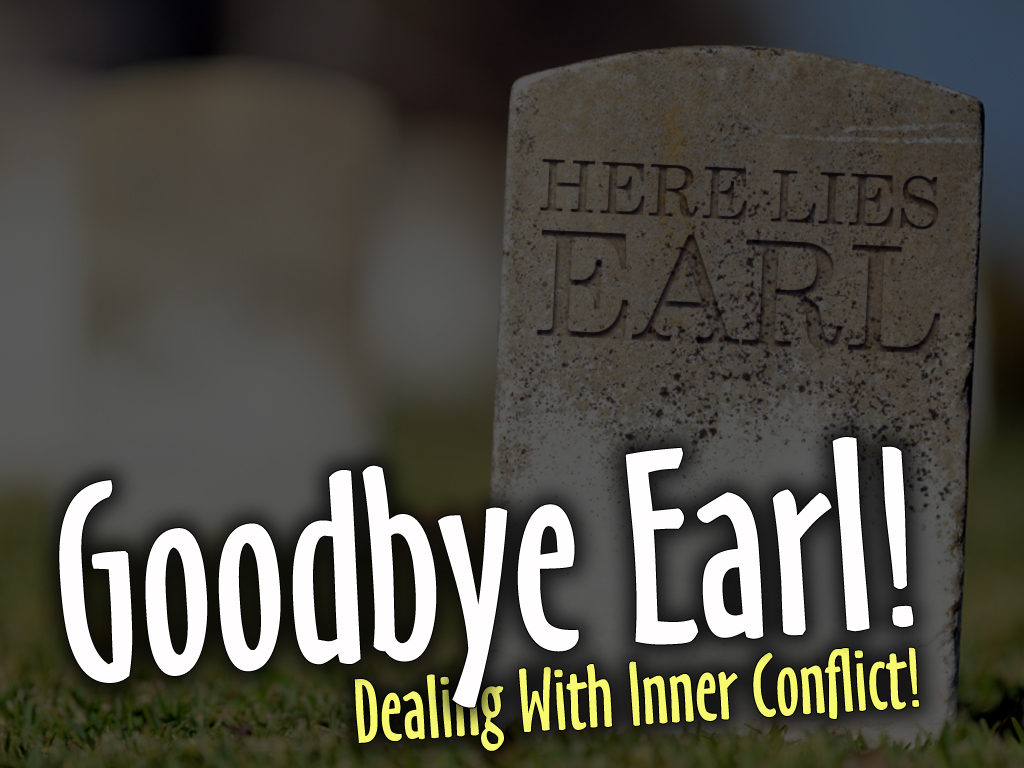 HERE LIES
EARL
Goodbye Earl!
Dealing With Inner Conflict!